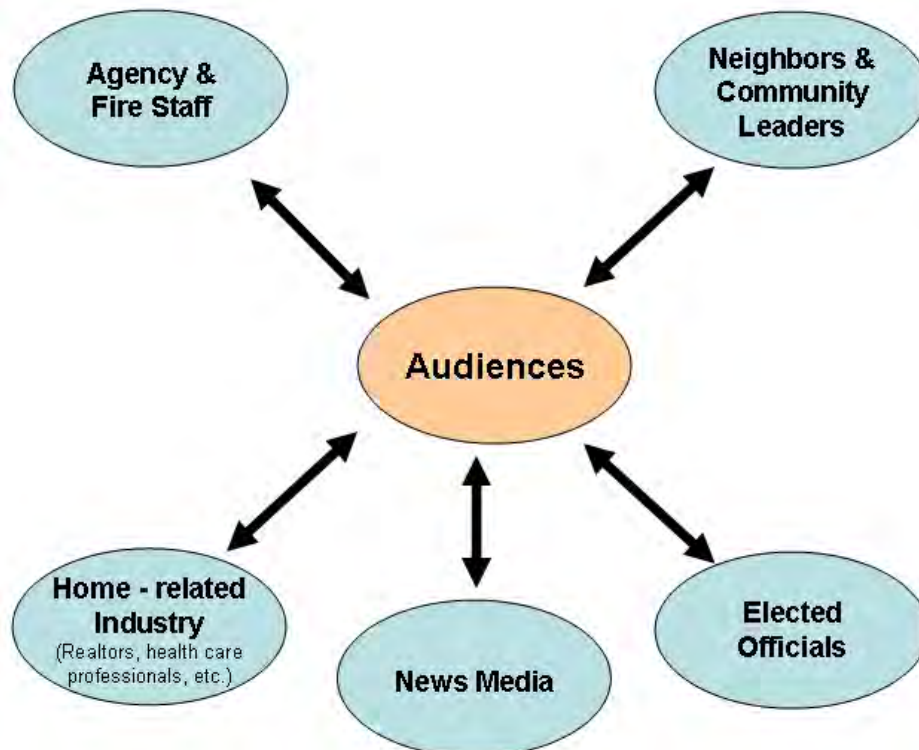 Agency &
Fire Staff
Neighbors &
Community
Leaders
Audiences
Home - related
Industry
(Realtors, health care
professionals, etc.)
News Media
Elected
Officials